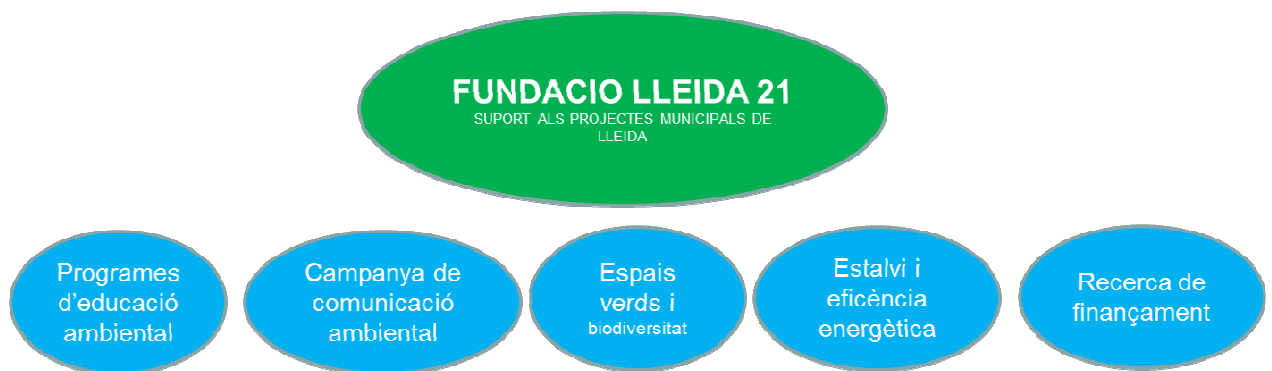 FUNDACIO LLEIDA 21
SUPORT ALS PROJECTES MUNICIPALS DE
LLEIDA
Programes
d'educació
ambiental
Campanya de
comunicació
ambiental
Espais
verds i
biodiversitat
Estalvi i
eficència
energètica
Recerca de
finançament